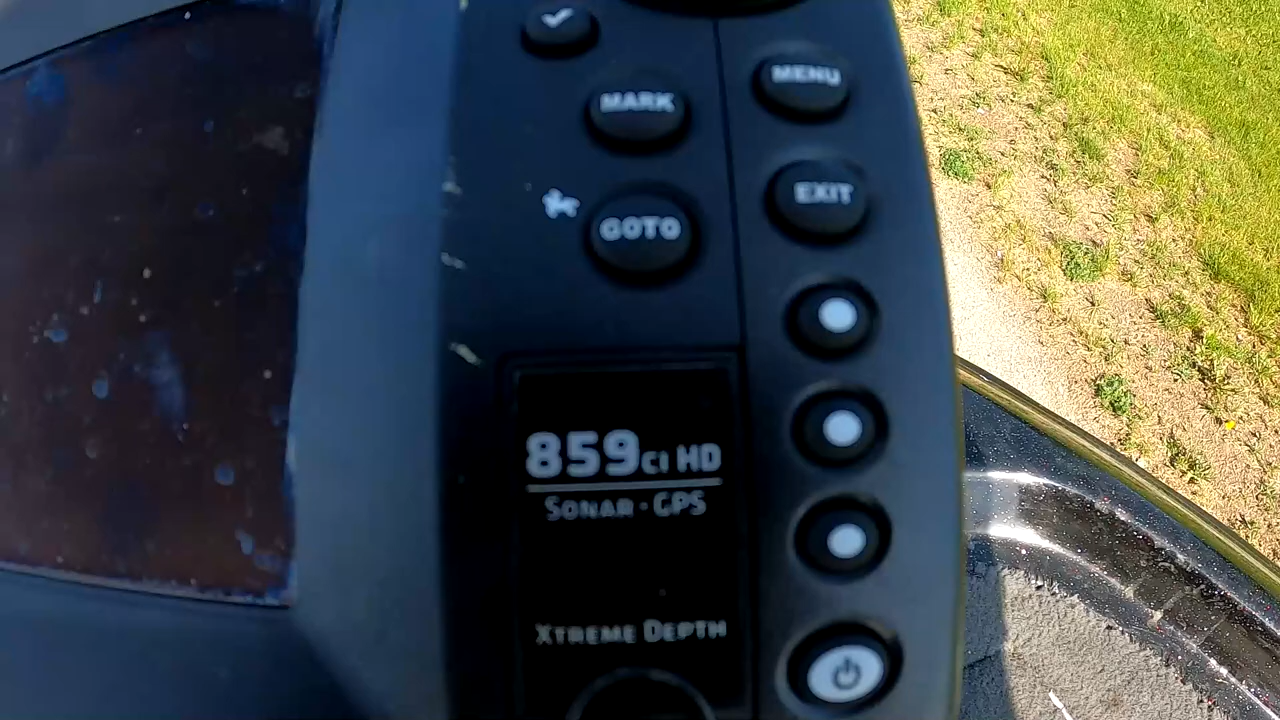 MENU
MARK
EXIT
GOTO
859ci HD
SONAR · GPS
XTREME DEPTH